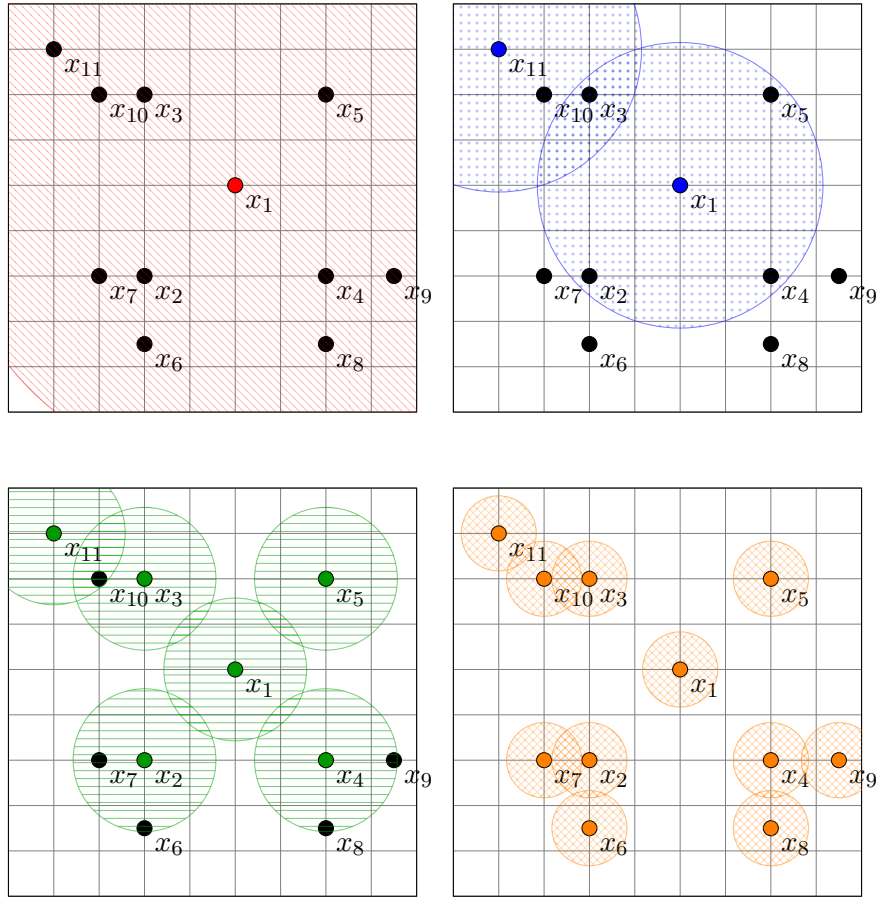 x₁₁
x₁₀ x₃ x₅
x₁
x₇ x₂ x₄ x₉
x₆ x₈
x₁₁
x₁₀ x₃ x₅
x₁
x₇ x₂ x₄ x₉
x₆ x₈
x₁₁
x₁₀ x₃ x₅
x₁
x₇ x₂ x₄ x₉
x₆ x₈
x₁₁
x₁₀ x₃ x₅
x₁
x₇ x₂ x₄ x₉
x₆ x₈